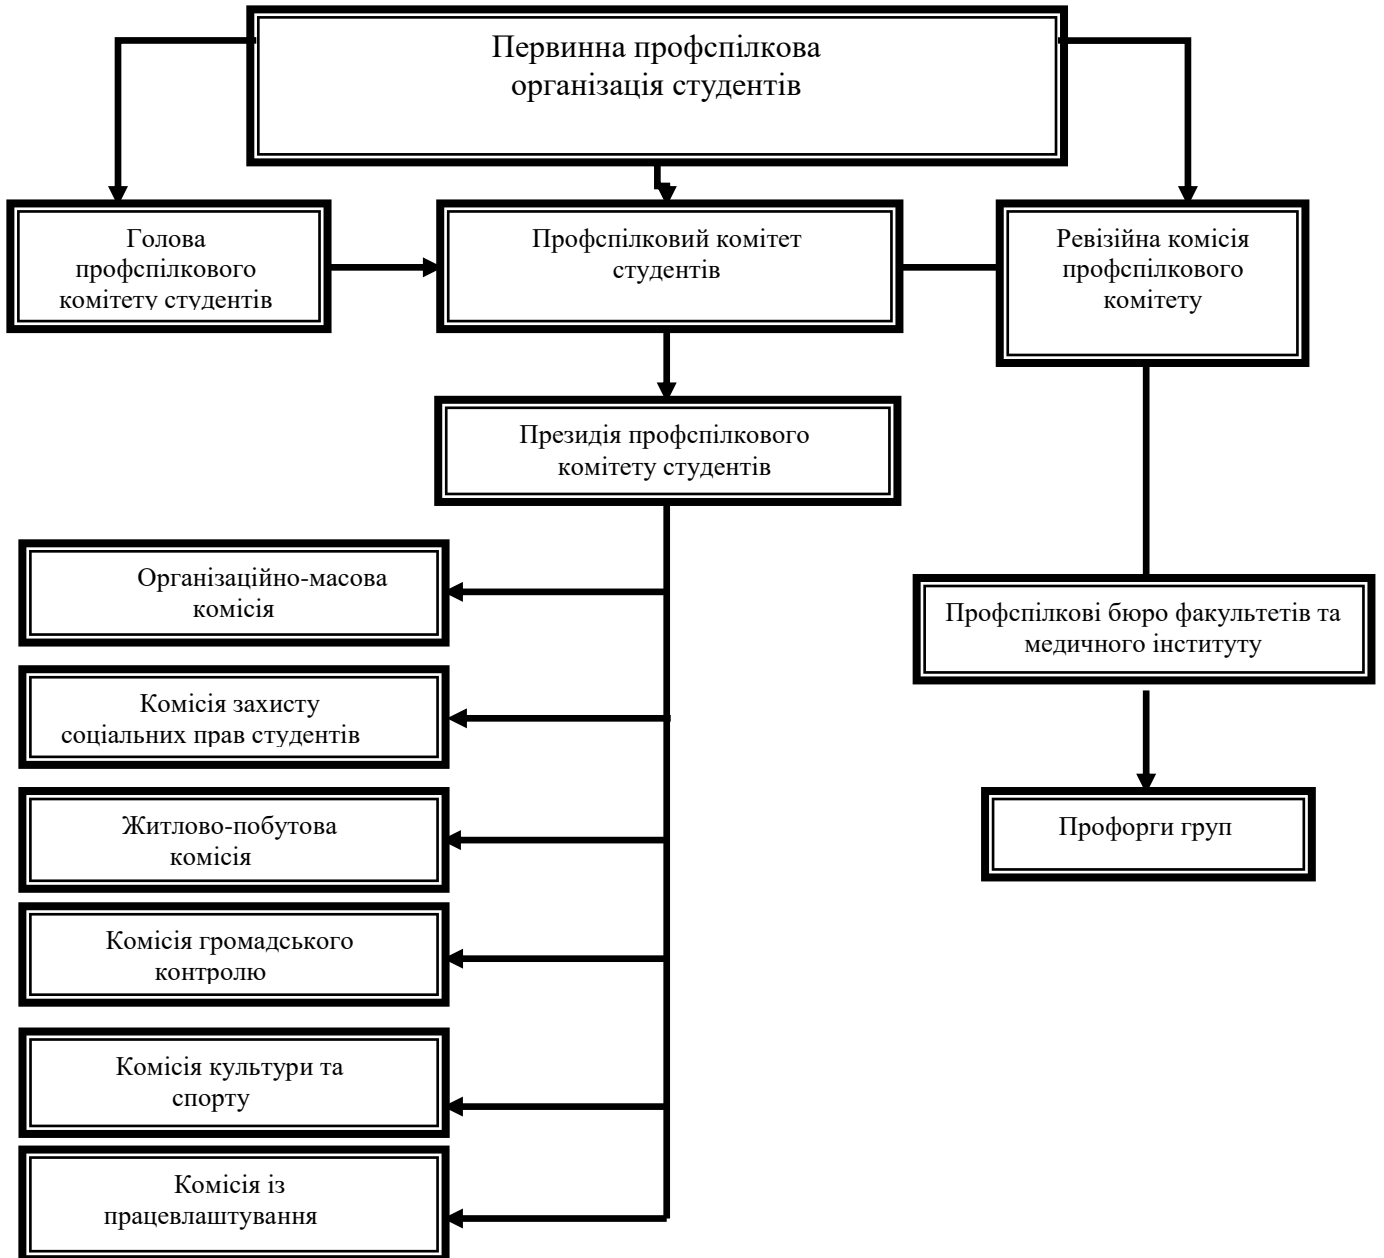 Первинна профспілкова
організація студентів
Голова
профспілкового
комітету студентів
Профспілковий комітет
студентів
Ревізійна комісія
профспілкового
комітету
Президія профспілкового
комітету студентів
Організаційно-масова
комісія
Профспілкові бюро факультетів та
медичного інституту
Комісія захисту
соціальних прав студентів
Житлово-побутова
комісія
Профорги груп
Комісія громадського
контролю
Комісія культури та
спорту
Комісія із
працевлаштування